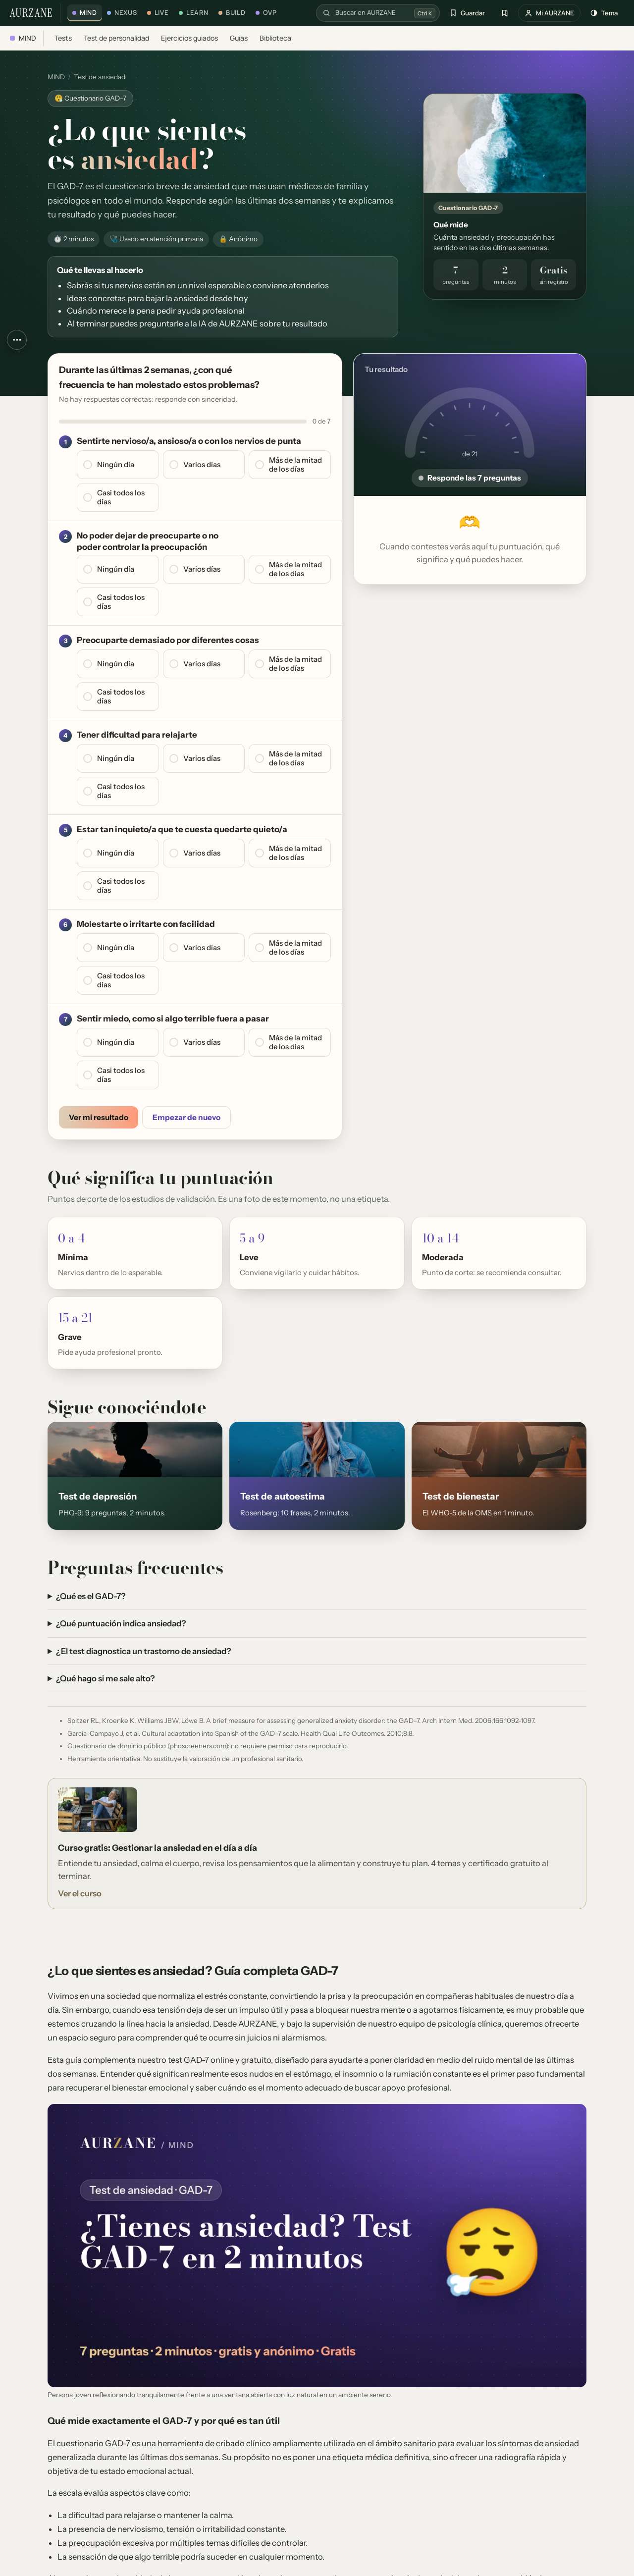 AURZANE
MIND
NEXUS
LIVE
LEARN
BUILD
OVP
Buscar en AURZANE
Ctrl K
Guardar
Mi AURZANE
Tema
MIND
Tests
Test de personalidad
Ejercicios guiados
Guías
Biblioteca
MIND / Test de ansiedad
Cuestionario GAD-7
¿Lo que sientes
es ansiedad?
El GAD-7 es el cuestionario breve de ansiedad que más usan médicos de familia y
psicólogos en todo el mundo. Responde según las últimas dos semanas y te explicamos
tu resultado y qué puedes hacer.
2 minutos
Usado en atención primaria
Anónimo
Qué te llevas al hacerlo
• Sabrás si tus nervios están en un nivel esperable o conviene atenderlos
• Ideas concretas para bajar la ansiedad desde hoy
• Cuándo merece la pena pedir ayuda profesional
• Al terminar puedes preguntarle a la IA de AURZANE sobre tu resultado
Cuestionario GAD-7
Qué mide
Cuánta ansiedad y preocupación has
sentido en las dos últimas semanas.
7
preguntas
2
minutos
Gratis
sin registro
Durante las últimas 2 semanas, ¿con qué
frecuencia te han molestado estos problemas?
No hay respuestas correctas: responde con sinceridad.
0 de 7
1 Sentirte nervioso/a, ansioso/a o con los nervios de punta
Ningún día
Varios días
Más de la mitad
de los días
Casi todos los
días
2 No poder dejar de preocuparte o no
poder controlar la preocupación
Ningún día
Varios días
Más de la mitad
de los días
Casi todos los
días
3 Preocuparte demasiado por diferentes cosas
Ningún día
Varios días
Más de la mitad
de los días
Casi todos los
días
4 Tener dificultad para relajarte
Ningún día
Varios días
Más de la mitad
de los días
Casi todos los
días
5 Estar tan inquieto/a que te cuesta quedarte quieto/a
Ningún día
Varios días
Más de la mitad
de los días
Casi todos los
días
6 Molestarte o irritarte con facilidad
Ningún día
Varios días
Más de la mitad
de los días
Casi todos los
días
7 Sentir miedo, como si algo terrible fuera a pasar
Ningún día
Varios días
Más de la mitad
de los días
Casi todos los
días
Ver mi resultado
Empezar de nuevo
Tu resultado
de 21
Responde las 7 preguntas
Cuando contestes verás aquí tu puntuación, qué
significa y qué puedes hacer.
Qué significa tu puntuación
Puntos de corte de los estudios de validación. Es una foto de este momento, no una etiqueta.
0 a 4
Mínima
Nervios dentro de lo esperable.
5 a 9
Leve
Conviene vigilarlo y cuidar hábitos.
10 a 14
Moderada
Punto de corte: se recomienda consultar.
15 a 21
Grave
Pide ayuda profesional pronto.
Sigue conociéndote
Test de depresión
PHQ-9: 9 preguntas, 2 minutos.
Test de autoestima
Rosenberg: 10 frases, 2 minutos.
Test de bienestar
El WHO-5 de la OMS en 1 minuto.
Preguntas frecuentes
¿Qué es el GAD-7?
¿Qué puntuación indica ansiedad?
¿El test diagnostica un trastorno de ansiedad?
¿Qué hago si me sale alto?
• Spitzer RL, Kroenke K, Williams JBW, Löwe B. A brief measure for assessing generalized anxiety disorder: the GAD-7. Arch Intern Med. 2006;166:1092-1097.
• García-Campayo J, et al. Cultural adaptation into Spanish of the GAD-7 scale. Health Qual Life Outcomes. 2010;8:8.
• Cuestionario de dominio público (phqscreeners.com): no requiere permiso para reproducirlo.
• Herramienta orientativa. No sustituye la valoración de un profesional sanitario.
Curso gratis: Gestionar la ansiedad en el día a día
Entiende tu ansiedad, calma el cuerpo, revisa los pensamientos que la alimentan y construye tu plan. 4 temas y certificado gratuito al
terminar.
Ver el curso
¿Lo que sientes es ansiedad? Guía completa GAD-7
Vivimos en una sociedad que normaliza el estrés constante, convirtiendo la prisa y la preocupación en compañeras habituales de nuestro día a
día. Sin embargo, cuando esa tensión deja de ser un impulso útil y pasa a bloquear nuestra mente o a agotarnos físicamente, es muy probable que
estemos cruzando la línea hacia la ansiedad. Desde AURZANE, y bajo la supervisión de nuestro equipo de psicología clínica, queremos ofrecerte
un espacio seguro para comprender qué te ocurre sin juicios ni alarmismos.
Esta guía complementa nuestro test GAD-7 online y gratuito, diseñado para ayudarte a poner claridad en medio del ruido mental de las últimas
dos semanas. Entender qué significan realmente esos nudos en el estómago, el insomnio o la rumiación constante es el primer paso fundamental
para recuperar el bienestar emocional y saber cuándo es el momento adecuado de buscar apoyo profesional.
AURZANE / MIND
Test de ansiedad · GAD-7
¿Tienes ansiedad? Test
GAD-7 en 2 minutos
7 preguntas · 2 minutos · gratis y anónimo · Gratis
Persona joven reflexionando tranquilamente frente a una ventana abierta con luz natural en un ambiente sereno.
Qué mide exactamente el GAD-7 y por qué es tan útil
El cuestionario GAD-7 es una herramienta de cribado clínico ampliamente utilizada en el ámbito sanitario para evaluar los síntomas de ansiedad
generalizada durante las últimas dos semanas. Su propósito no es poner una etiqueta médica definitiva, sino ofrecer una radiografía rápida y
objetiva de tu estado emocional actual.
La escala evalúa aspectos clave como:
• La dificultad para relajarse o mantener la calma.
• La presencia de nerviosismo, tensión o irritabilidad constante.
• La preocupación excesiva por múltiples temas difíciles de controlar.
• La sensación de que algo terrible podría suceder en cualquier momento.